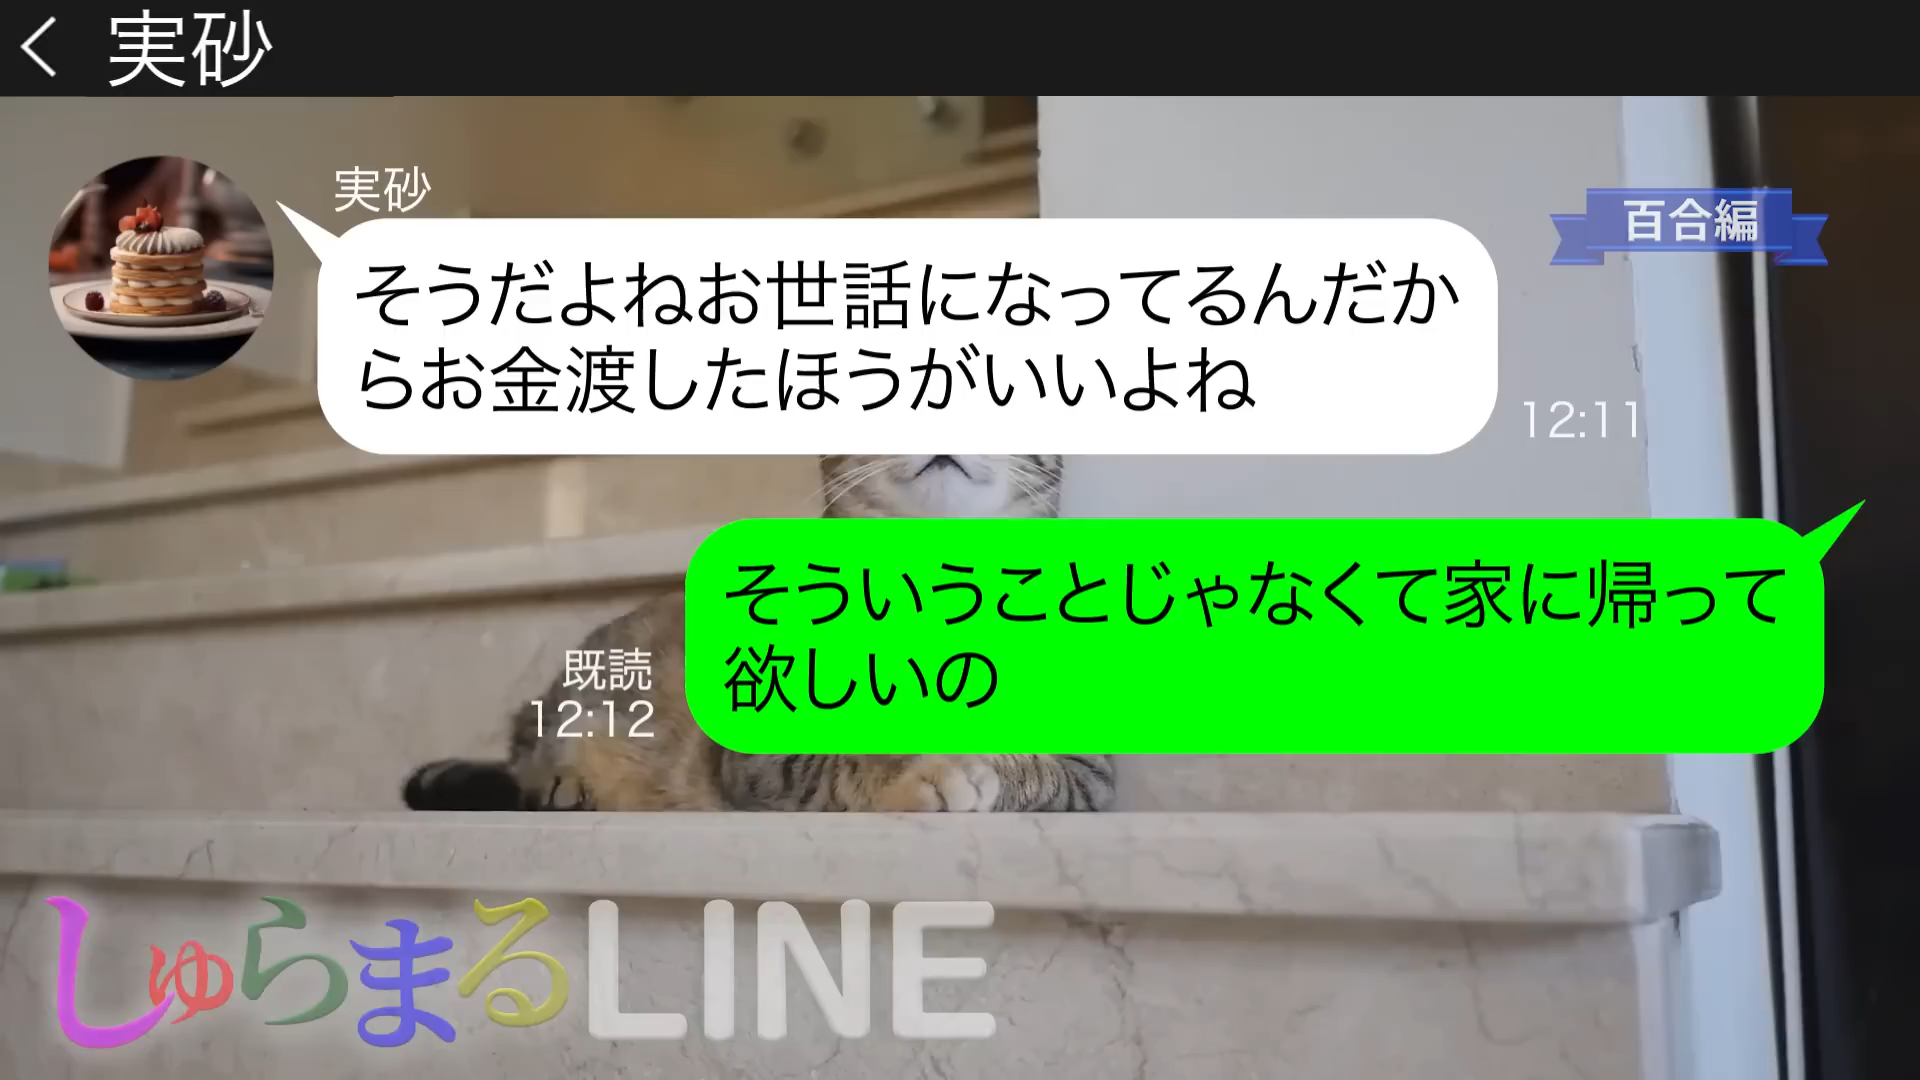 実砂
実砂
百合編
そうだよねお世話になってるんだか
らお金渡したほうがいいよね
12:11
そういうことじゃなくて家に帰って
欲しいの
既読
12:12
しゅらまるLINE